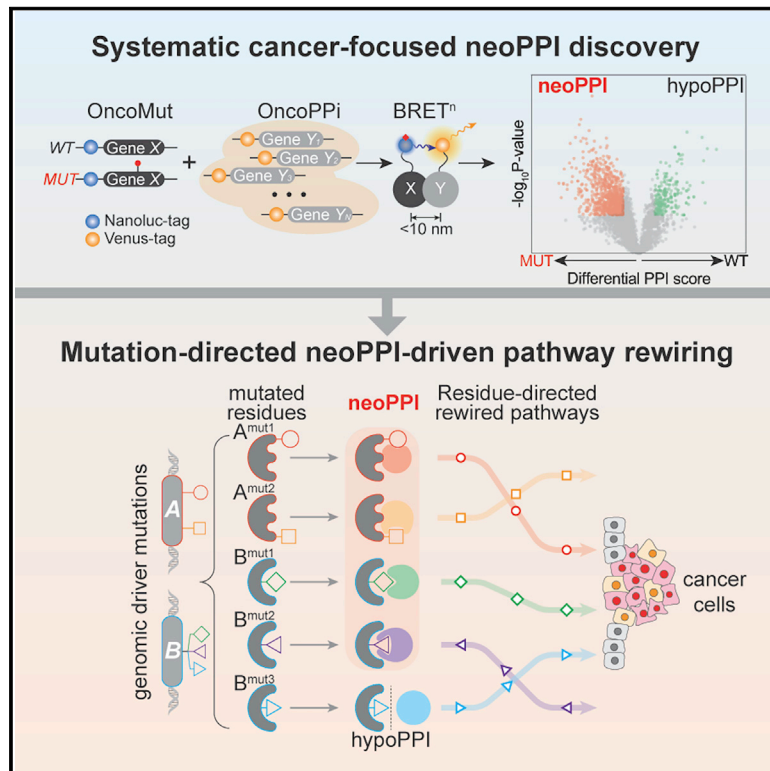 Systematic cancer-focused neoPPI discovery
OncoMut
OncoPPi
BRETⁿ
neoPPI
hypoPPI
WT
Gene X
MUT
Gene X
+
Gene Y₁
Gene Y₂
Gene Y₃
• • •
Gene Yₙ
X
Y
<10 nm
Nanoluc-tag
Venus-tag
-log₁₀P-value
MUT
WT
Differential PPI score
Mutation-directed neoPPI-driven pathway rewiring
mutated
residues
neoPPI
Residue-directed
rewired pathways
genomic driver mutations
A
B
Aᵐᵘᵗ¹
Aᵐᵘᵗ²
Bᵐᵘᵗ¹
Bᵐᵘᵗ²
Bᵐᵘᵗ³
hypoPPI
cancer
cells